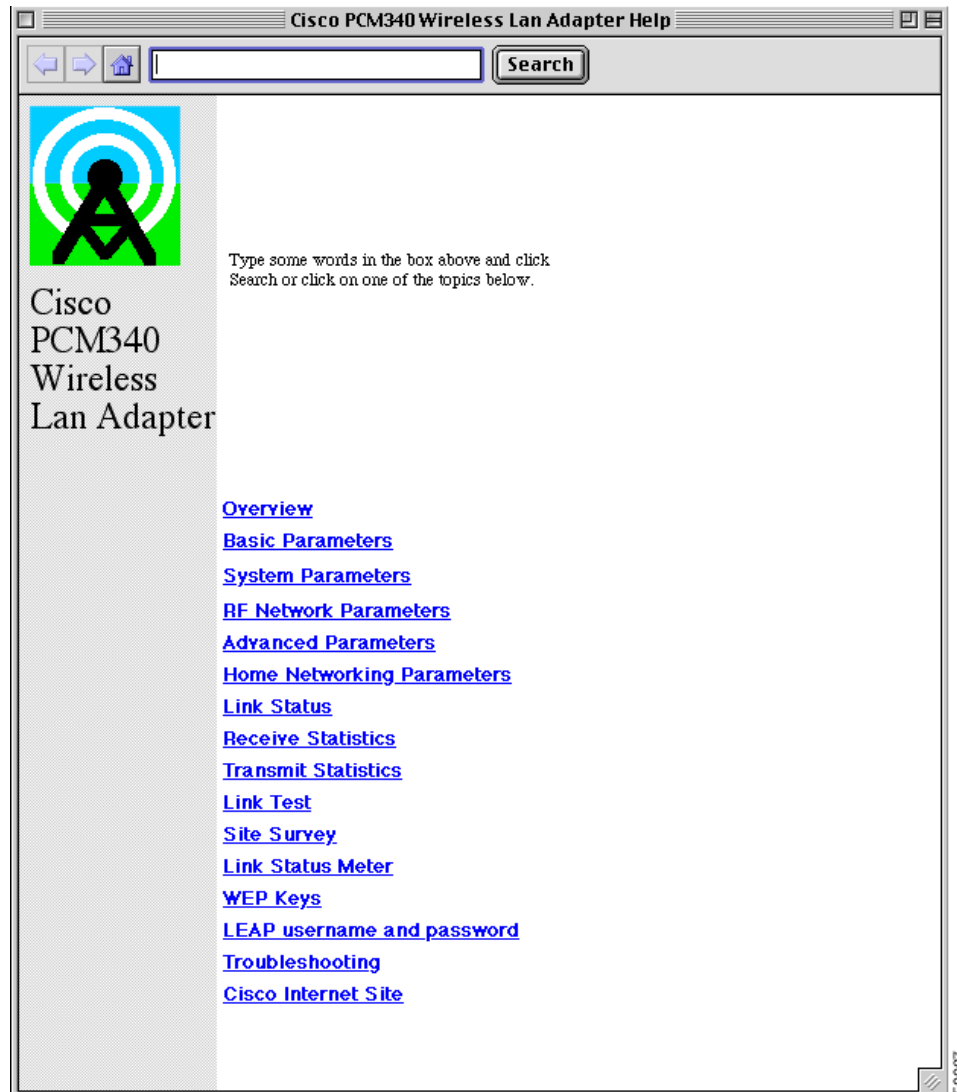 Cisco PCM340 Wireless Lan Adapter Help
Search
Cisco
PCM340
Wireless
Lan Adapter
Type some words in the box above and click
Search or click on one of the topics below.
Overview
Basic Parameters
System Parameters
RF Network Parameters
Advanced Parameters
Home Networking Parameters
Link Status
Receive Statistics
Transmit Statistics
Link Test
Site Survey
Link Status Meter
WEP Keys
LEAP username and password
Troubleshooting
Cisco Internet Site